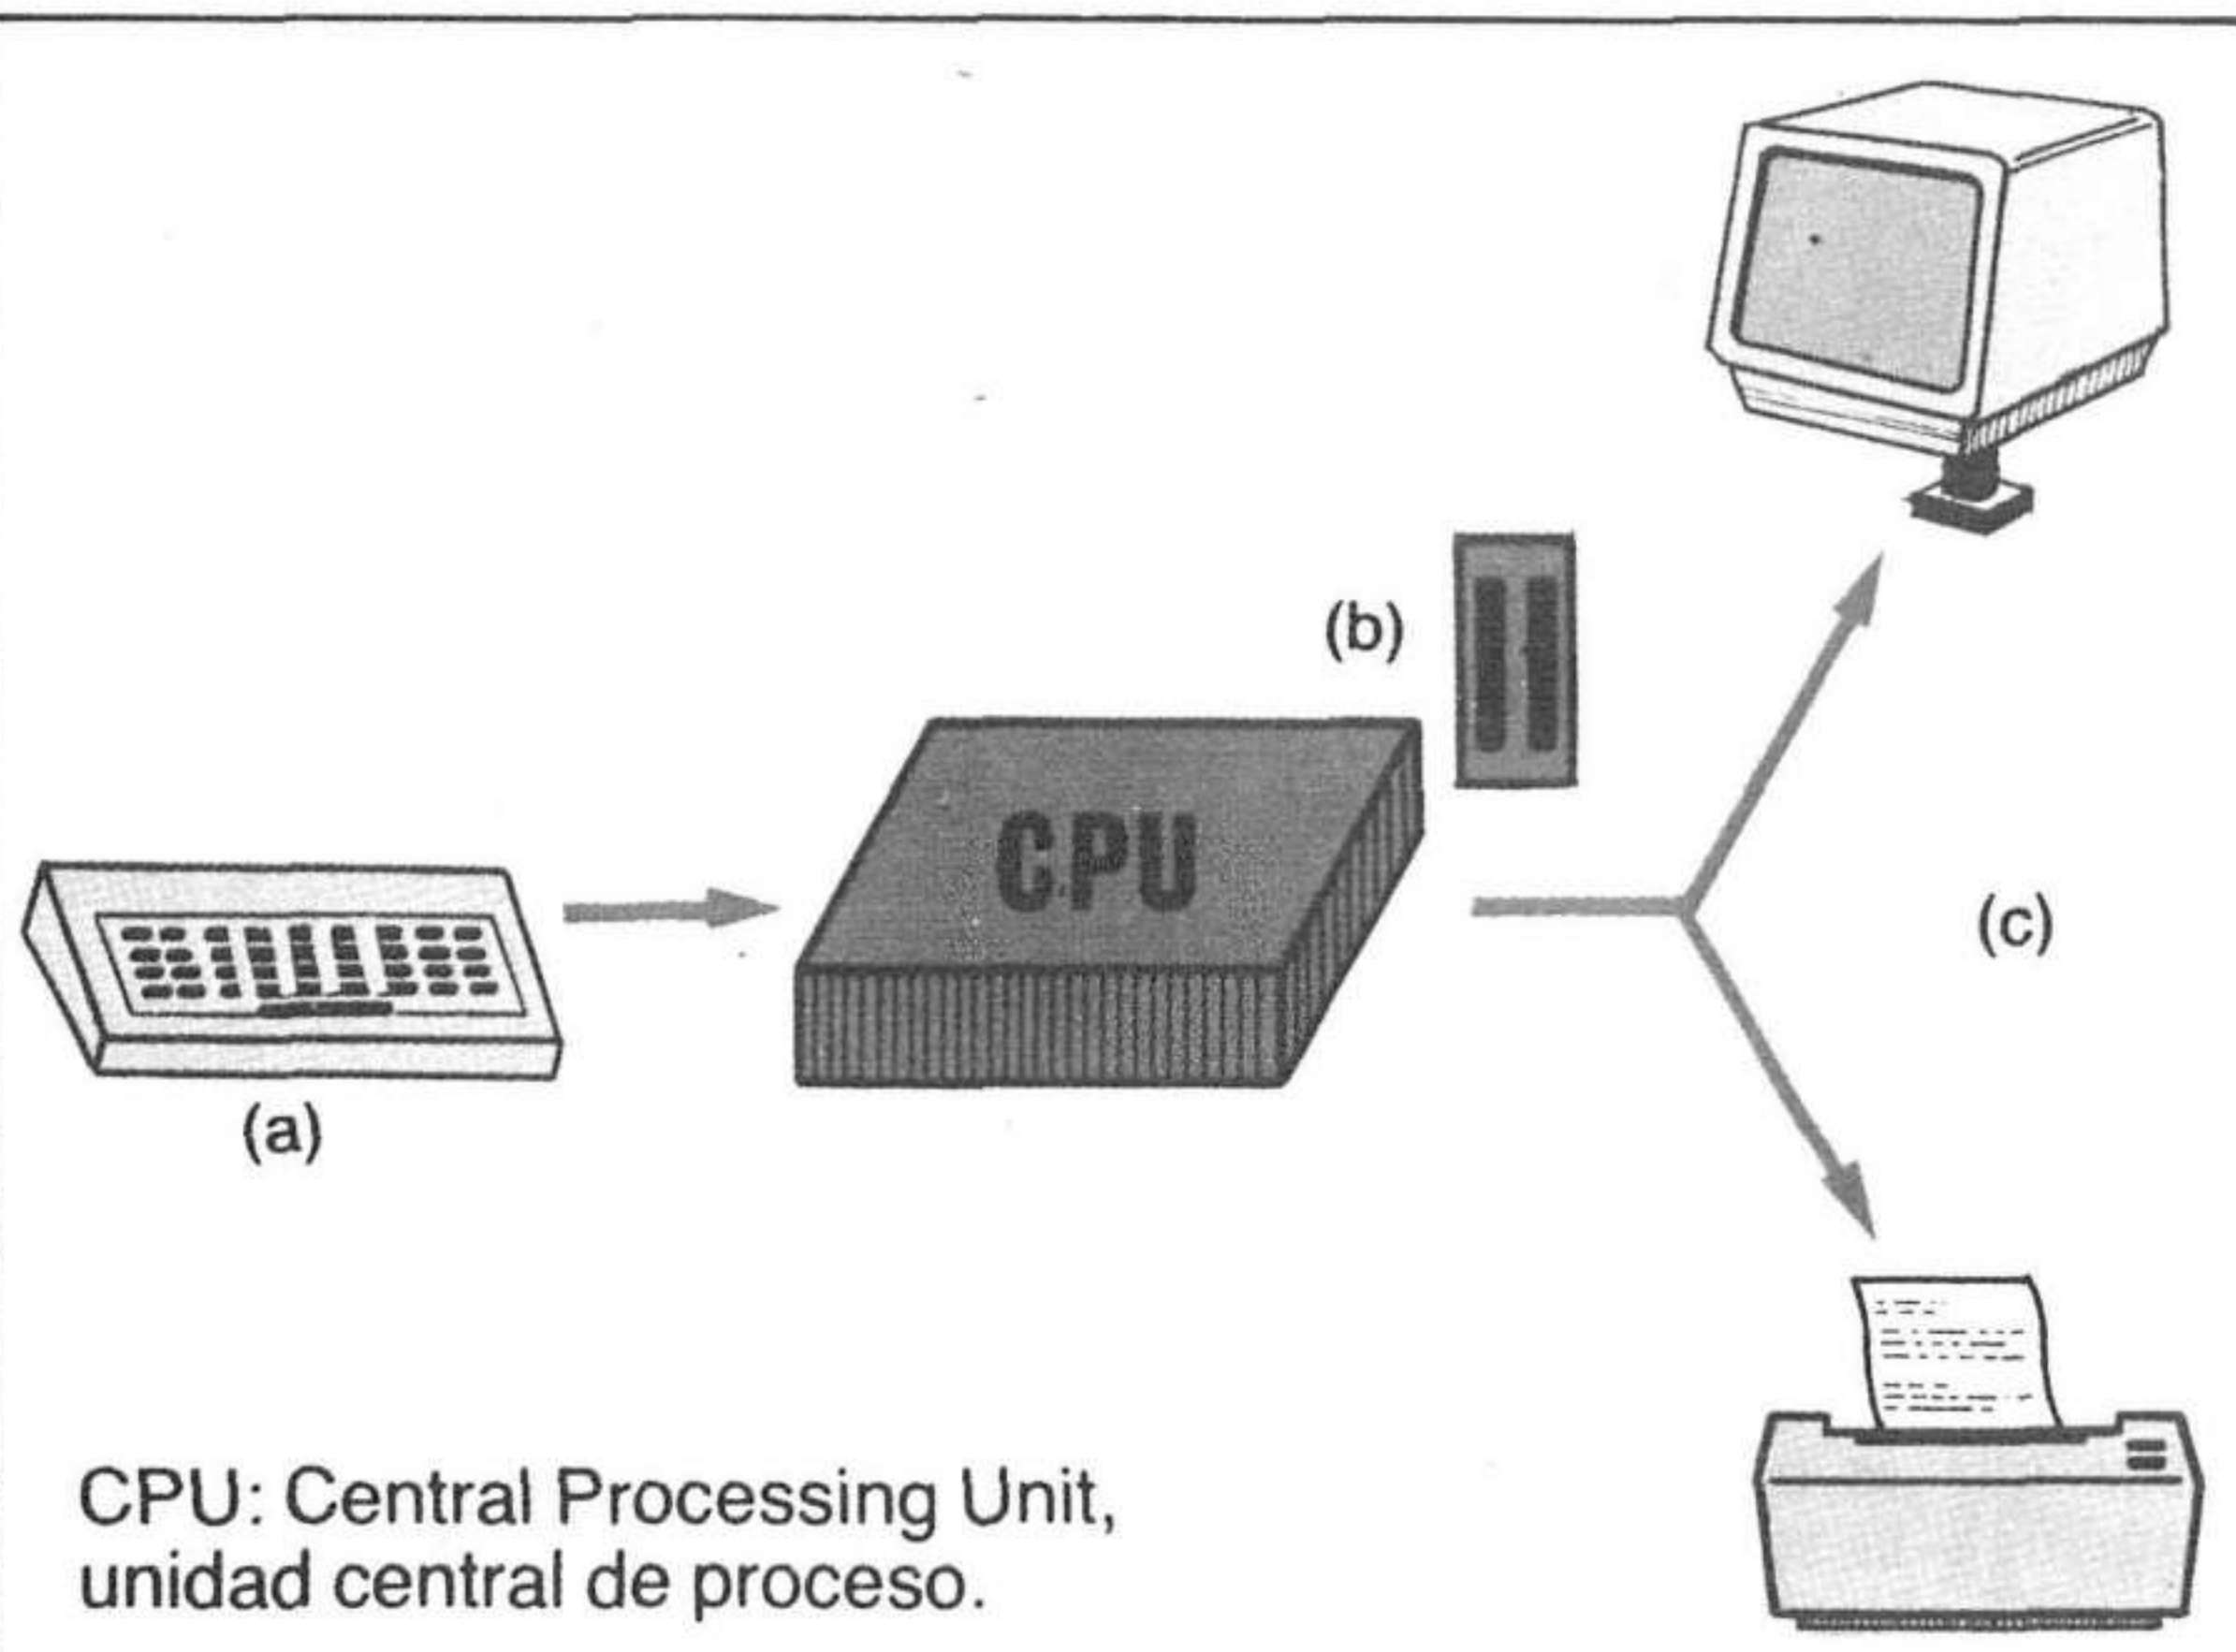 (b)
CPU
(c)
(a)
CPU: Central Processing Unit,
unidad central de proceso.